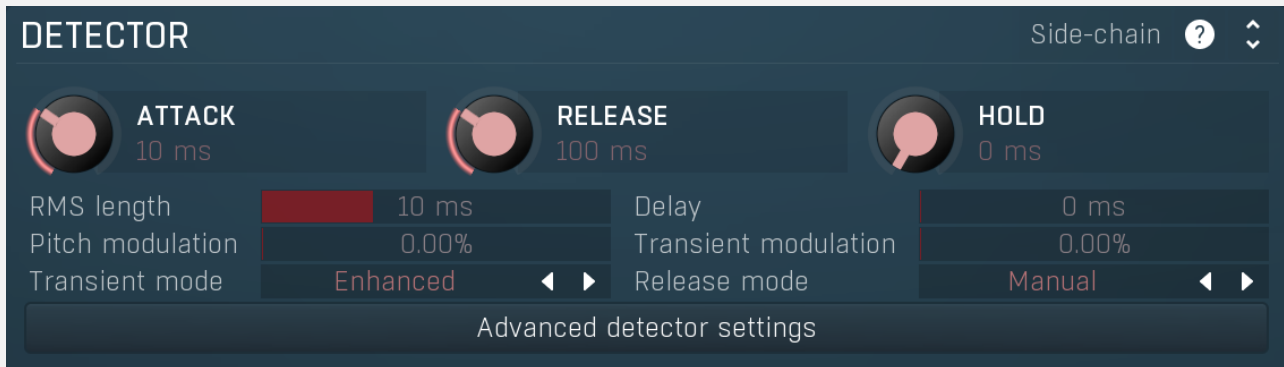 DETECTOR Side-chain ?
ATTACK RELEASE HOLD
10 ms 100 ms 0 ms
RMS length 10 ms Delay 0 ms
Pitch modulation 0.00% Transient modulation 0.00%
Transient mode Enhanced Release mode Manual
Advanced detector settings